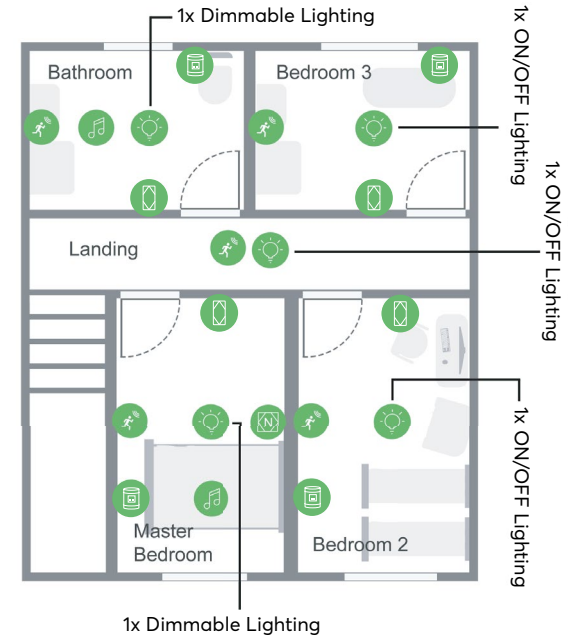 1x Dimmable Lighting
Bathroom
Bedroom 3
1x ON/OFF Lighting
1x ON/OFF Lighting
Landing
N
1x ON/OFF Lighting
Master
Bedroom
Bedroom 2
1x Dimmable Lighting